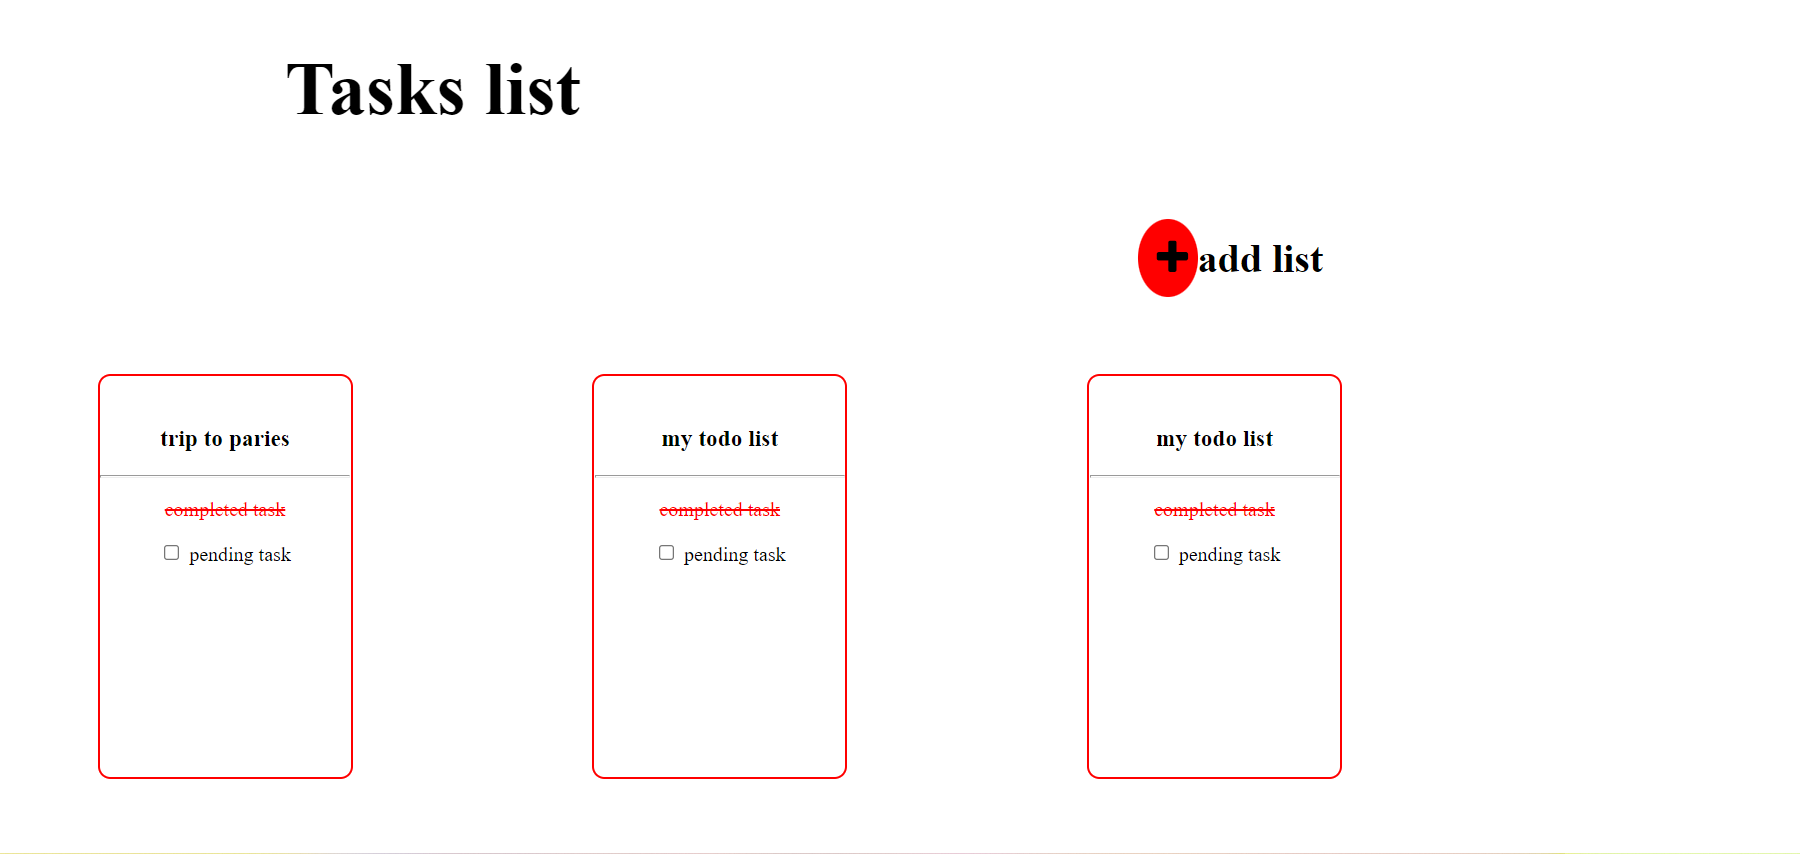 Tasks list
add list
trip to paries
my todo list
my todo list
completed task
completed task
completed task
pending task
pending task
pending task